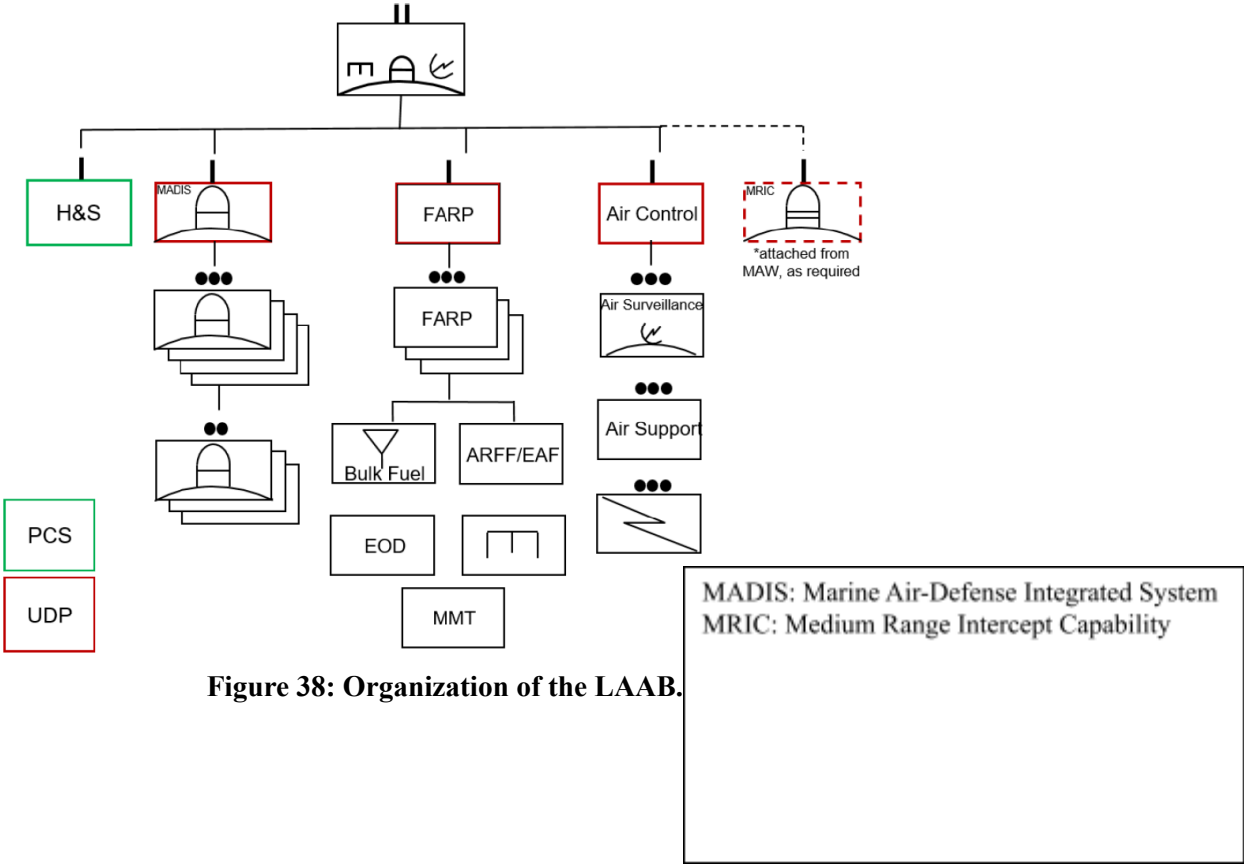 H&S
MADIS
FARP
Air Control
MRIC
*attached from
MAW, as required
FARP
Air Surveillance
Air Support
Bulk Fuel
ARFF/EAF
EOD
MMT
PCS
UDP
MADIS: Marine Air-Defense Integrated System
MRIC: Medium Range Intercept Capability
Figure 38: Organization of the LAAB.